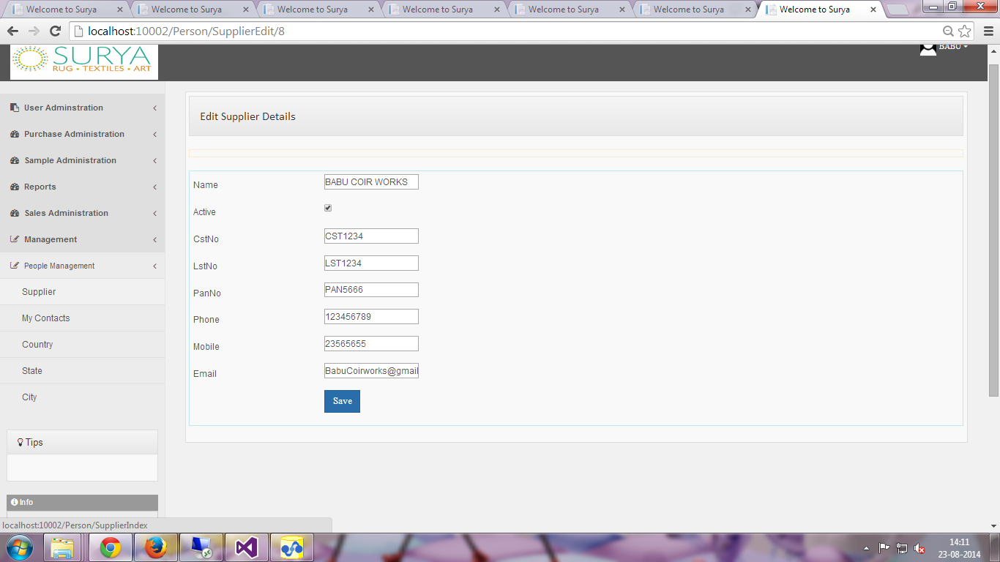 Welcome to Surya Welcome to Surya Welcome to Surya Welcome to Surya Welcome to Surya Welcome to Surya Welcome to Surya
localhost:10002/Person/SupplierEdit/8
SURYA
RUG • TEXTILES • ART
BABU
User Adminstration
Purchase Administration
Sample Administration
Reports
Sales Administration
Management
People Management
Supplier
My Contacts
Country
State
City
Tips
Info
Edit Supplier Details
Name BABU COIR WORKS
Active
CstNo CST1234
LstNo LST1234
PanNo PAN5666
Phone 123456789
Mobile 23565655
Email BabuCoirworks@gmail
Save
localhost:10002/Person/SupplierIndex
14:11
23-08-2014